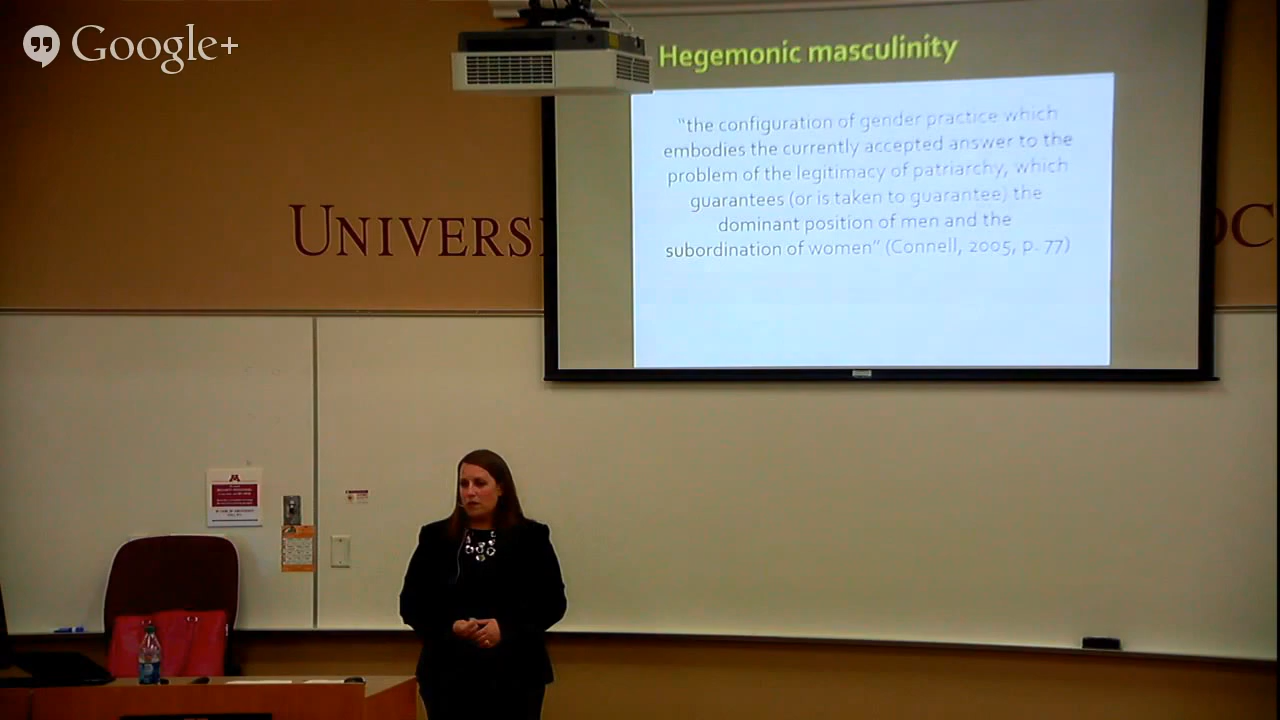 Google+
Hegemonic masculinity
"the configuration of gender practice which
embodies the currently accepted answer to the
problem of the legitimacy of patriarchy, which
guarantees (or is taken to guarantee) the
dominant position of men and the
subordination of women" (Connell, 2005, p. 77)
UNIVERSI
OC
M